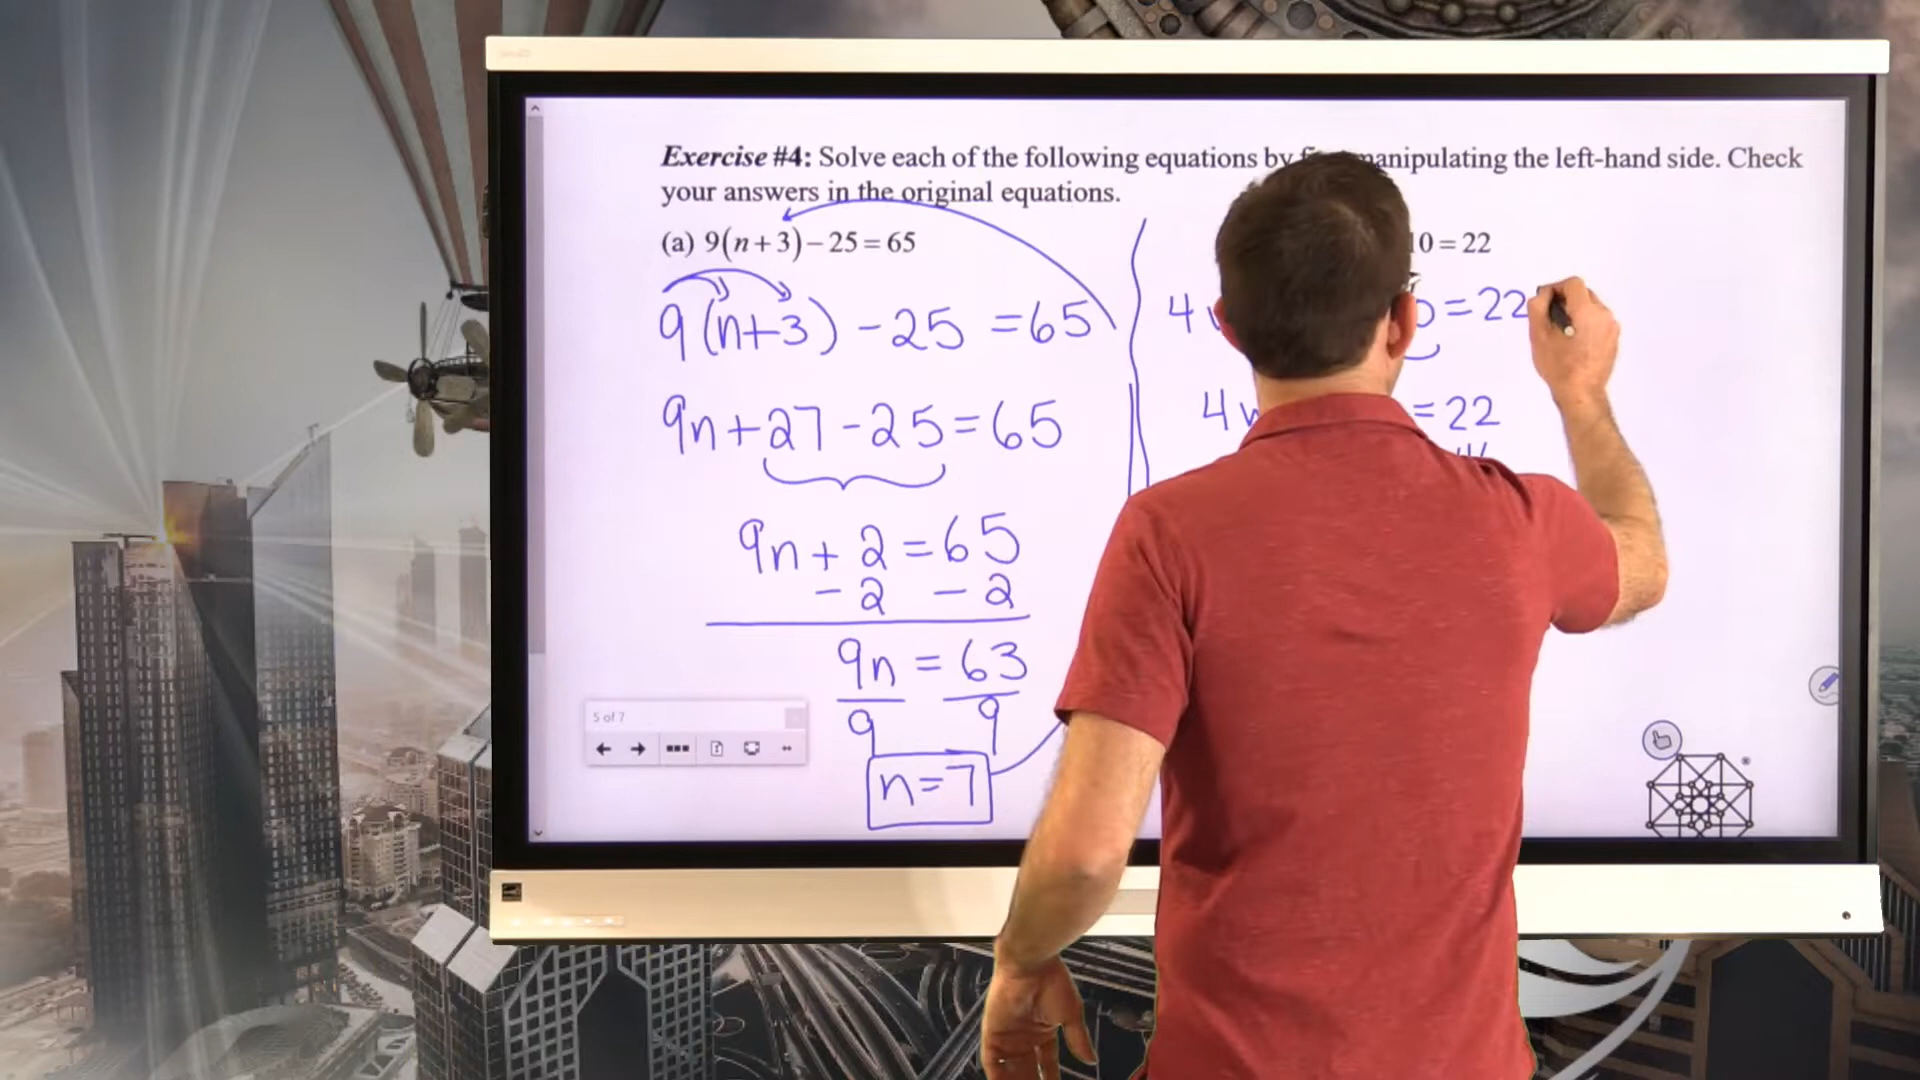 Exercise #4: Solve each of the following equations by manipulating the left-hand side. Check
your answers in the original equations.
(a) 9(n+3)−25=65
9(n+3) −25 =65
9n+27−25=65
9n+2=65
−2 −2
9n = 63
9 9
n=7
10=22
4 =22
4 =22
5 of 7